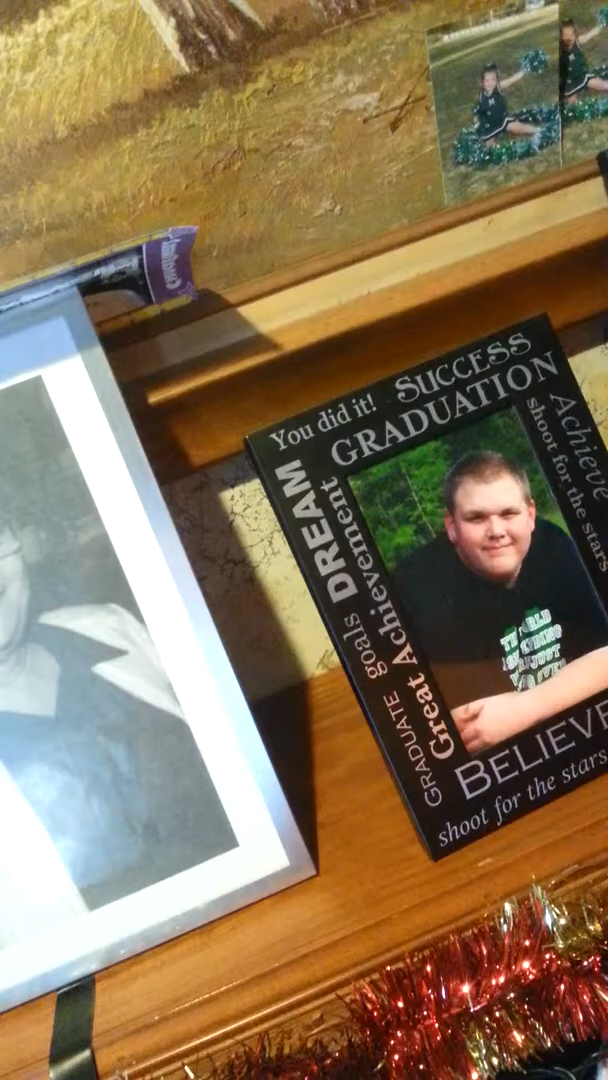 You did it! SUCCESS
GRADUATION
DREAM
Achievement
goals
GRADUATE
Great
Achieve
shoot for the stars
BELIEVE
shoot for the stars